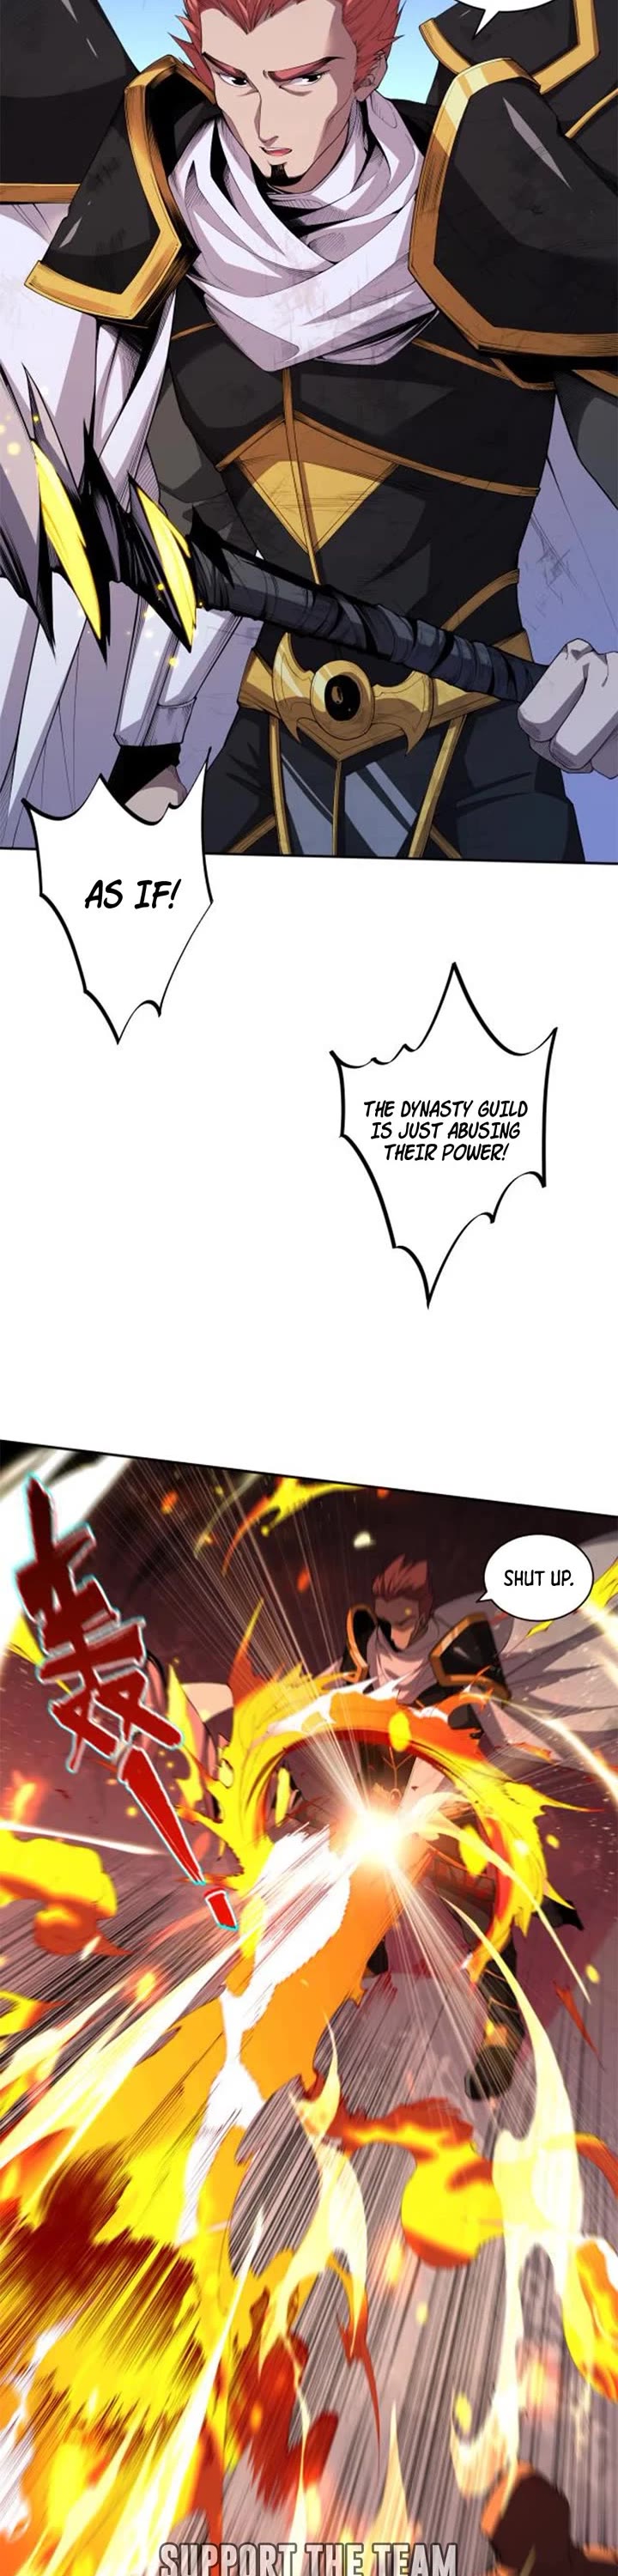 AS IF!
THE DYNASTY GUILD
IS JUST ABUSING
THEIR POWER!
SHUT UP.
轰
SUPPORT THE TEAM